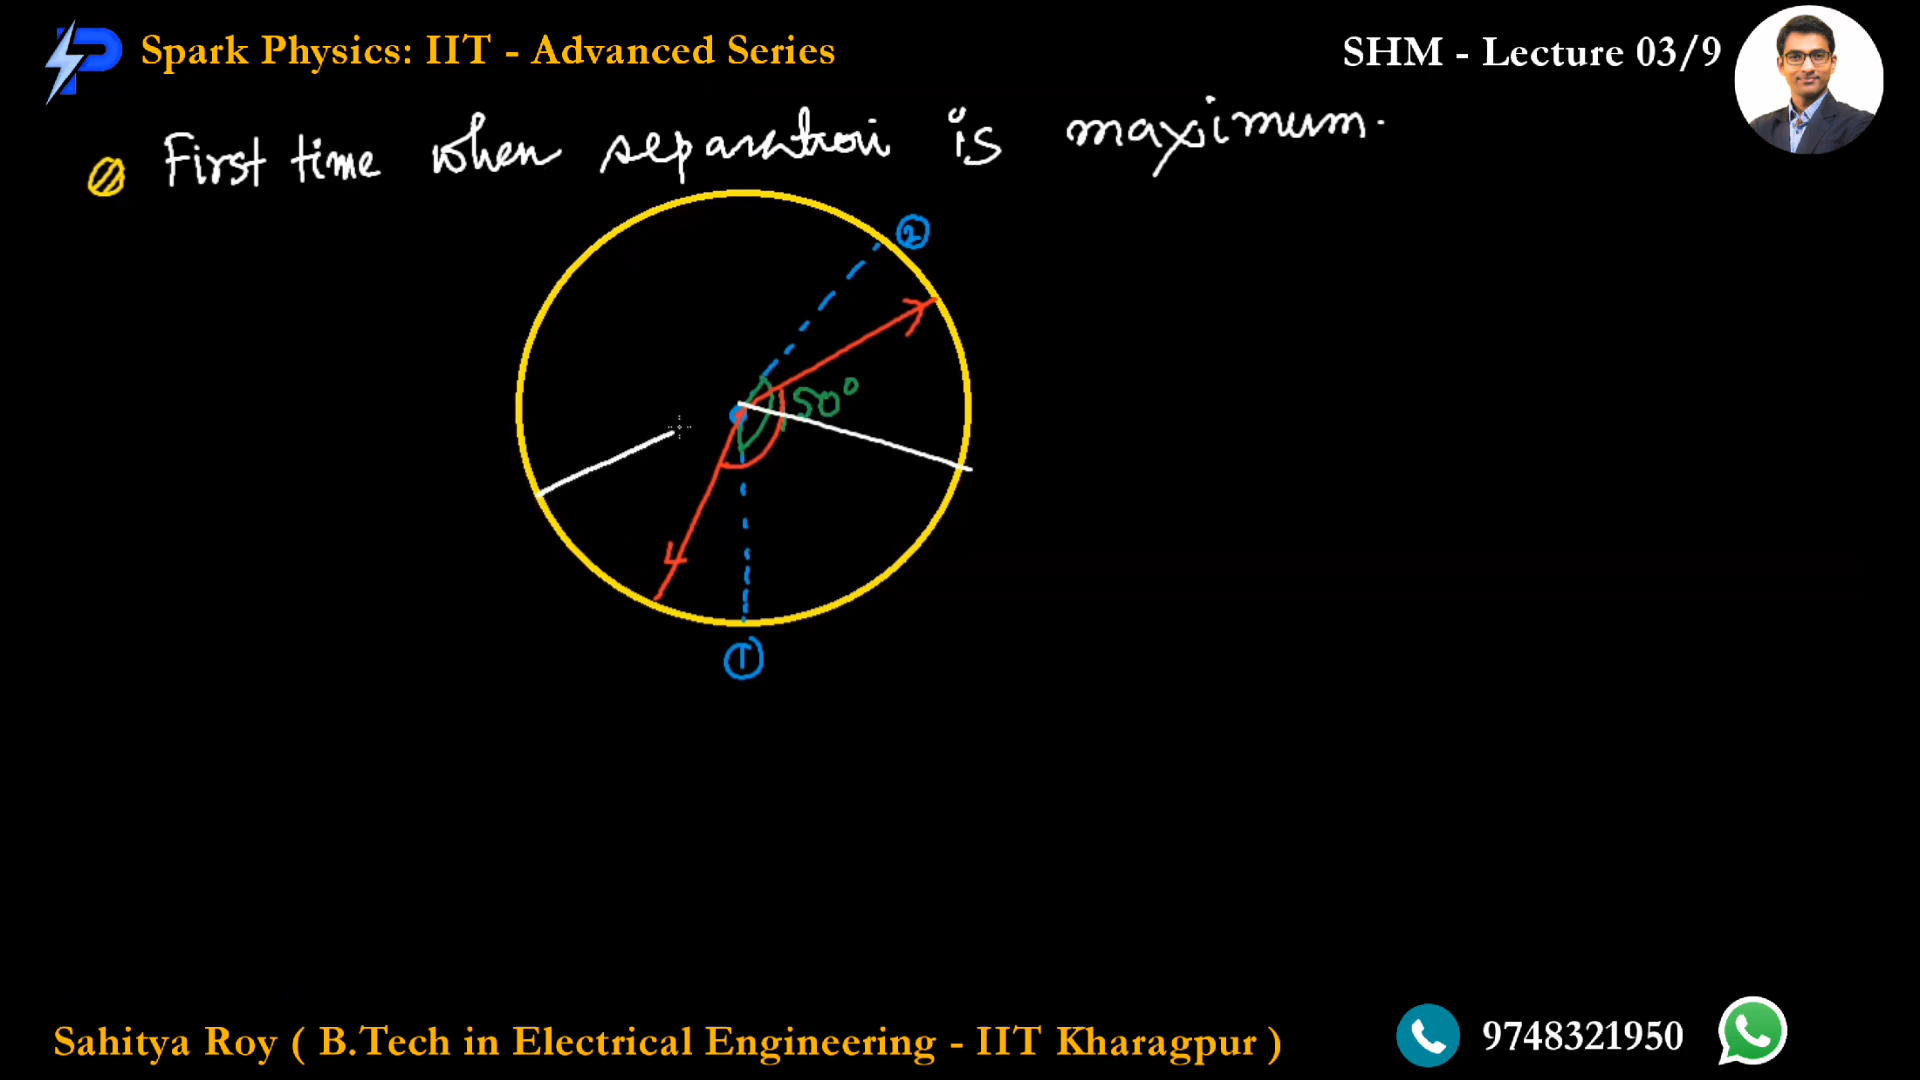 Spark Physics: IIT - Advanced Series
SHM - Lecture 03/9
First time when separation is maximum.
2
50°
1
Sahitya Roy ( B.Tech in Electrical Engineering - IIT Kharagpur )
9748321950